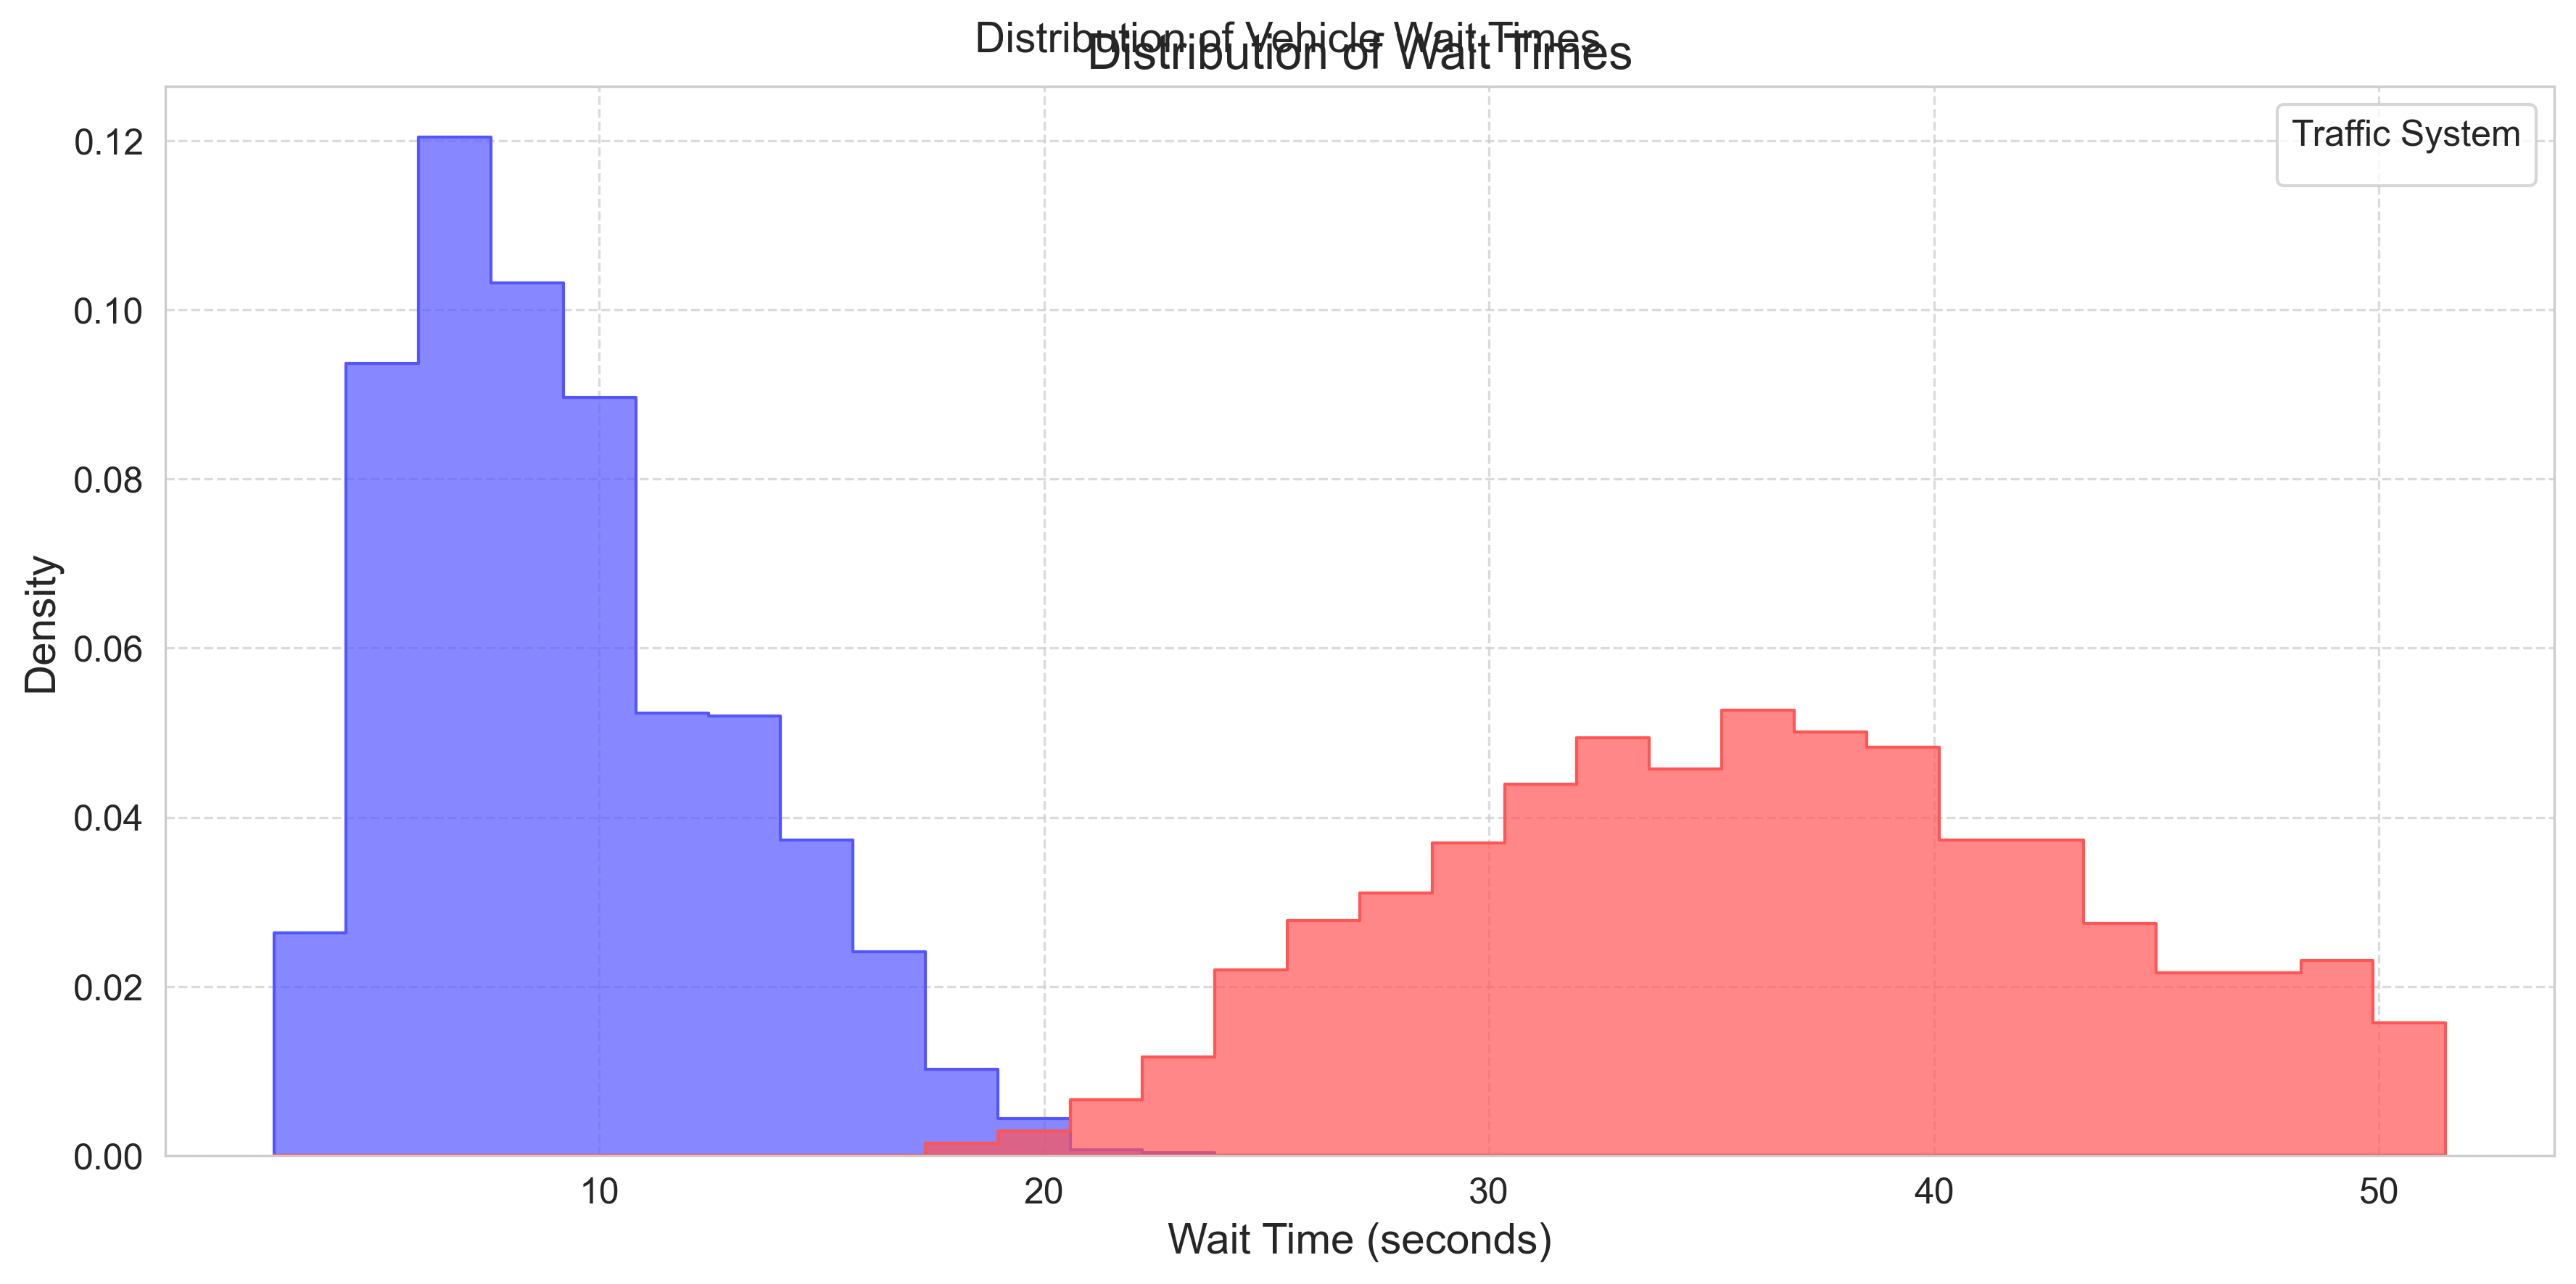 Distribution of Vehicle Wait Times
Distribution of Wait Times
Traffic System
0.12
0.10
0.08
0.06
0.04
0.02
0.00
Density
10 20 30 40 50
Wait Time (seconds)